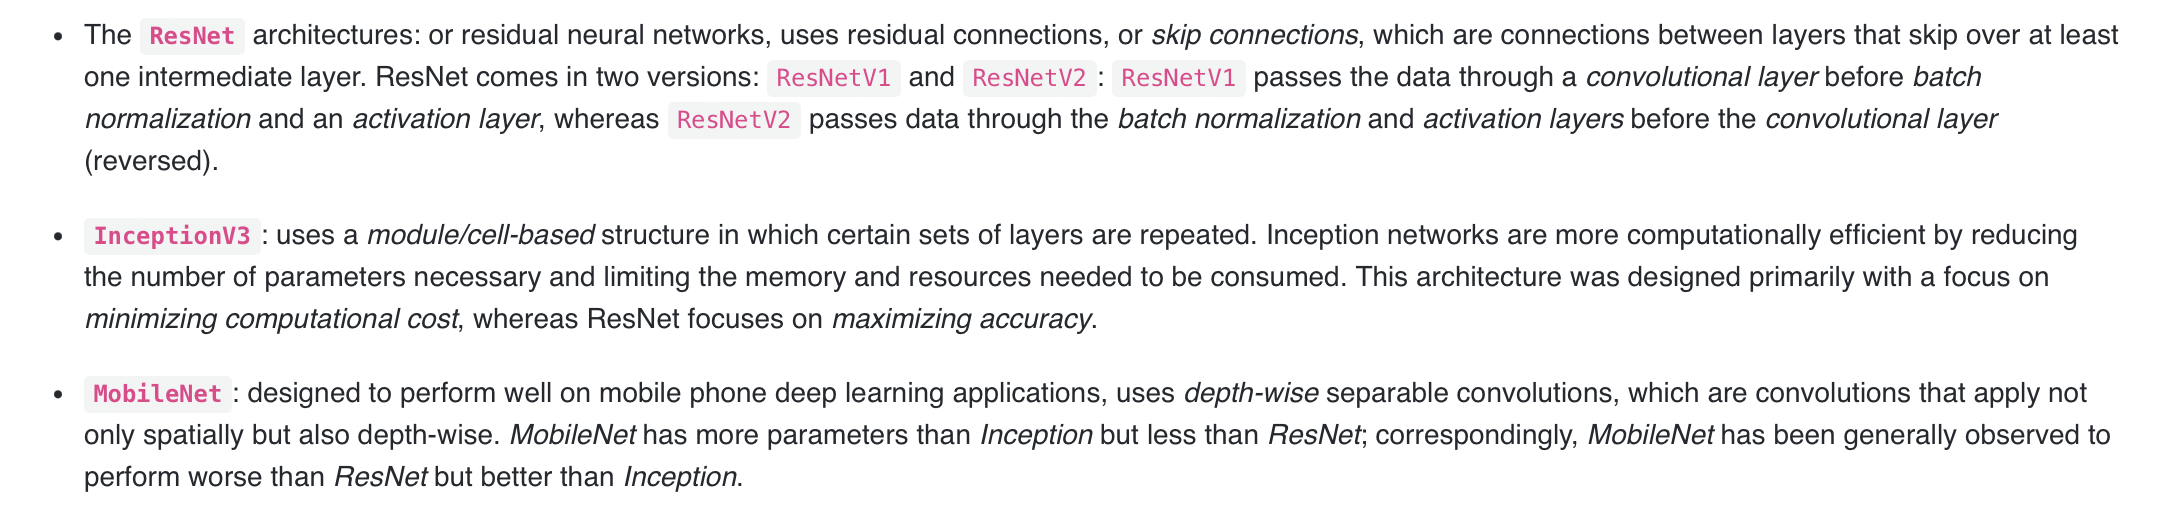 • The ResNet architectures: or residual neural networks, uses residual connections, or skip connections, which are connections between layers that skip over at least
one intermediate layer. ResNet comes in two versions: ResNetV1 and ResNetV2: ResNetV1 passes the data through a convolutional layer before batch
normalization and an activation layer, whereas ResNetV2 passes data through the batch normalization and activation layers before the convolutional layer
(reversed).
• InceptionV3: uses a module/cell-based structure in which certain sets of layers are repeated. Inception networks are more computationally efficient by reducing
the number of parameters necessary and limiting the memory and resources needed to be consumed. This architecture was designed primarily with a focus on
minimizing computational cost, whereas ResNet focuses on maximizing accuracy.
• MobileNet: designed to perform well on mobile phone deep learning applications, uses depth-wise separable convolutions, which are convolutions that apply not
only spatially but also depth-wise. MobileNet has more parameters than Inception but less than ResNet; correspondingly, MobileNet has been generally observed to
perform worse than ResNet but better than Inception.